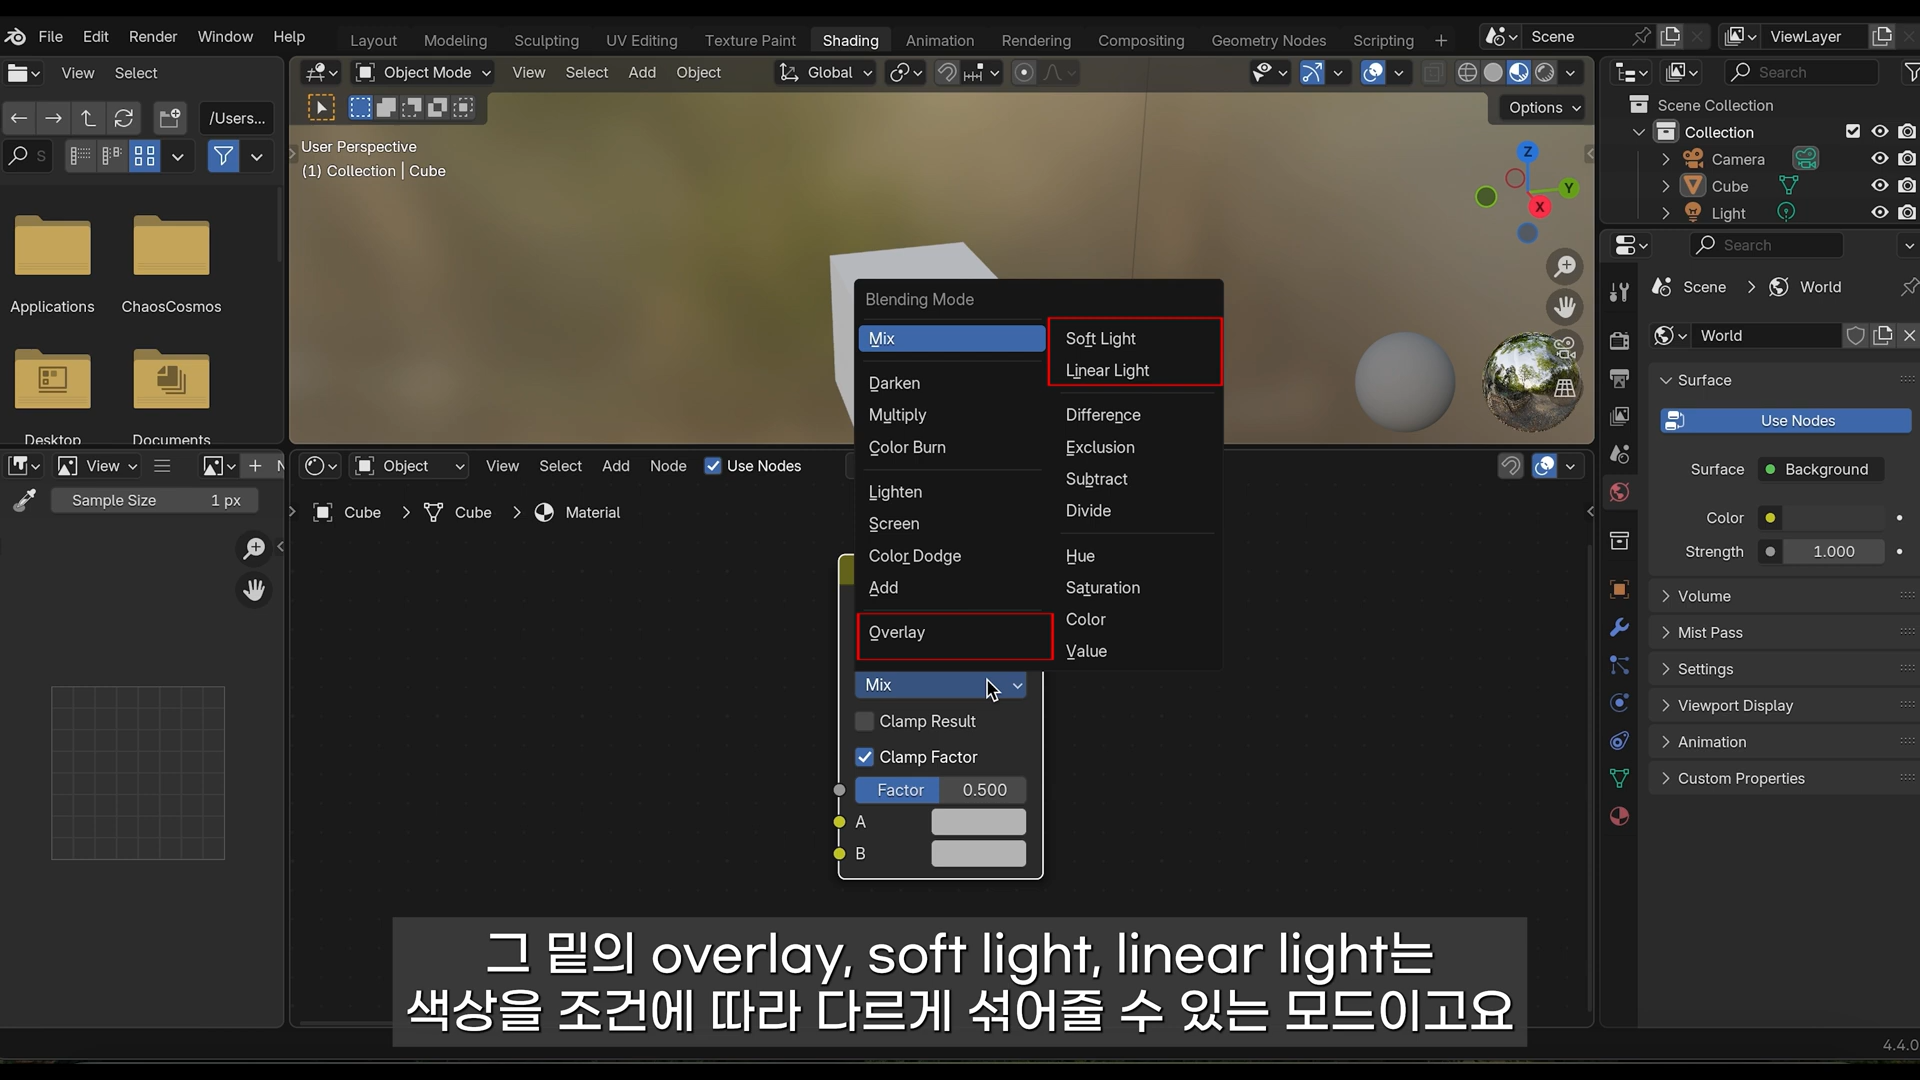 File Edit Render Window Help
Layout Modeling Sculpting UV Editing Texture Paint Shading Animation Rendering Compositing Geometry Nodes Scripting +
Scene
ViewLayer
View Select
Object Mode View Select Add Object
Global
Search
/Users...
S
Options
User Perspective
(1) Collection | Cube
Z
Y
X
Scene Collection
Collection
Camera
Cube
Light
Applications ChaosCosmos
Desktop Documents
Search
Scene > World
World
Surface
Use Nodes
Surface Background
Color
Strength 1.000
Volume
Mist Pass
Settings
Viewport Display
Animation
Custom Properties
Blending Mode
Mix
Darken
Multiply
Color Burn
Lighten
Screen
Color Dodge
Add
Overlay
Soft Light
Linear Light
Difference
Exclusion
Subtract
Divide
Hue
Saturation
Color
Value
View
Sample Size 1 px
Object View Select Add Node Use Nodes
Cube > Cube > Material
Mix
Clamp Result
Clamp Factor
Factor 0.500
A
B
그 밑의 overlay, soft light, linear light는
색상을 조건에 따라 다르게 섞어줄 수 있는 모드이고요
4.4.0